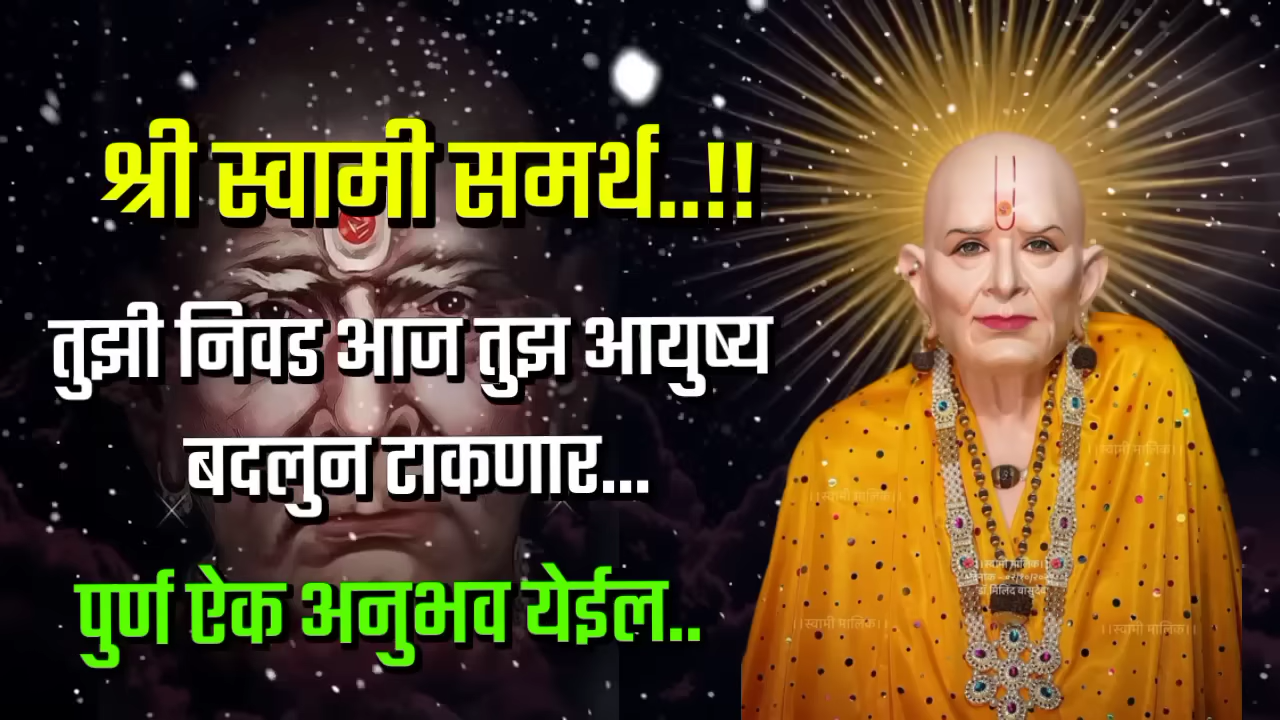 श्री स्वामी समर्थ..!!
तुझी निवड आज तुझ आयुष्य
बदलुन टाकणार...
पुर्ण ऐक अनुभव येईल..
।।स्वामी मालिक।।
।।स्वामी मालिक।।
।।स्वामी मालिक।।
डॉ मिलिंद वासुदेव
।।स्वामी मालिक।।
।।स्वामी मालिक।।